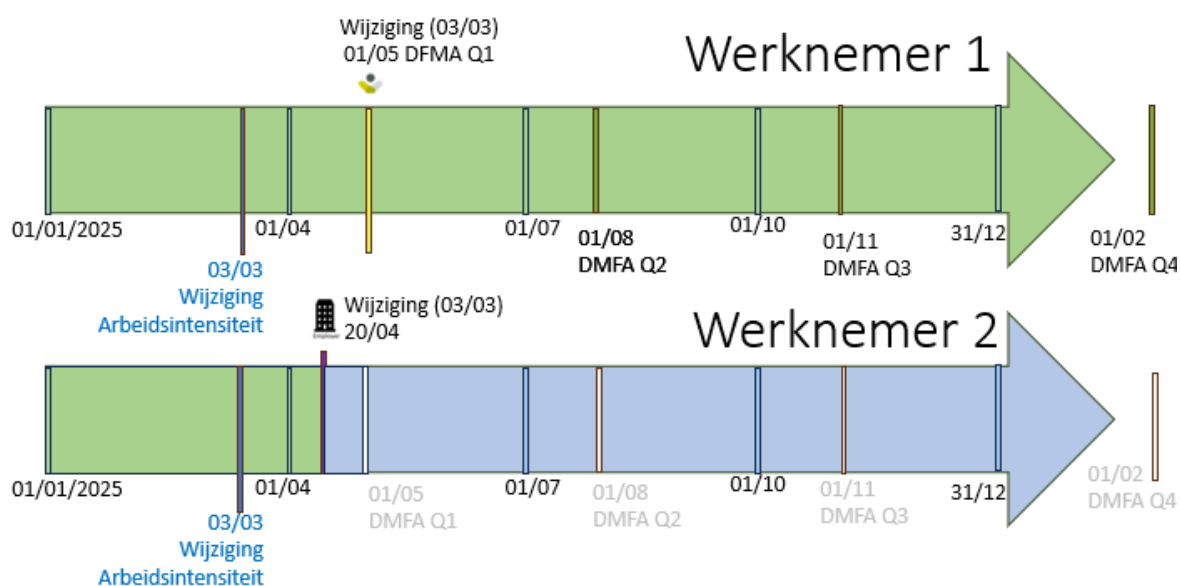 Wijziging (03/03)
01/05 DFMA Q1
Werknemer 1
01/01/2025
01/04
01/07
01/08
DMFA Q2
01/10
01/11
DMFA Q3
31/12
01/02
DMFA Q4
03/03
Wijziging
Arbeidsintensiteit
Wijziging (03/03)
20/04
Werknemer 2
01/01/2025
01/04
01/05
DMFA Q1
01/07
01/08
DMFA Q2
01/10
01/11
DMFA Q3
31/12
01/02
DMFA Q4
03/03
Wijziging
Arbeidsintensiteit